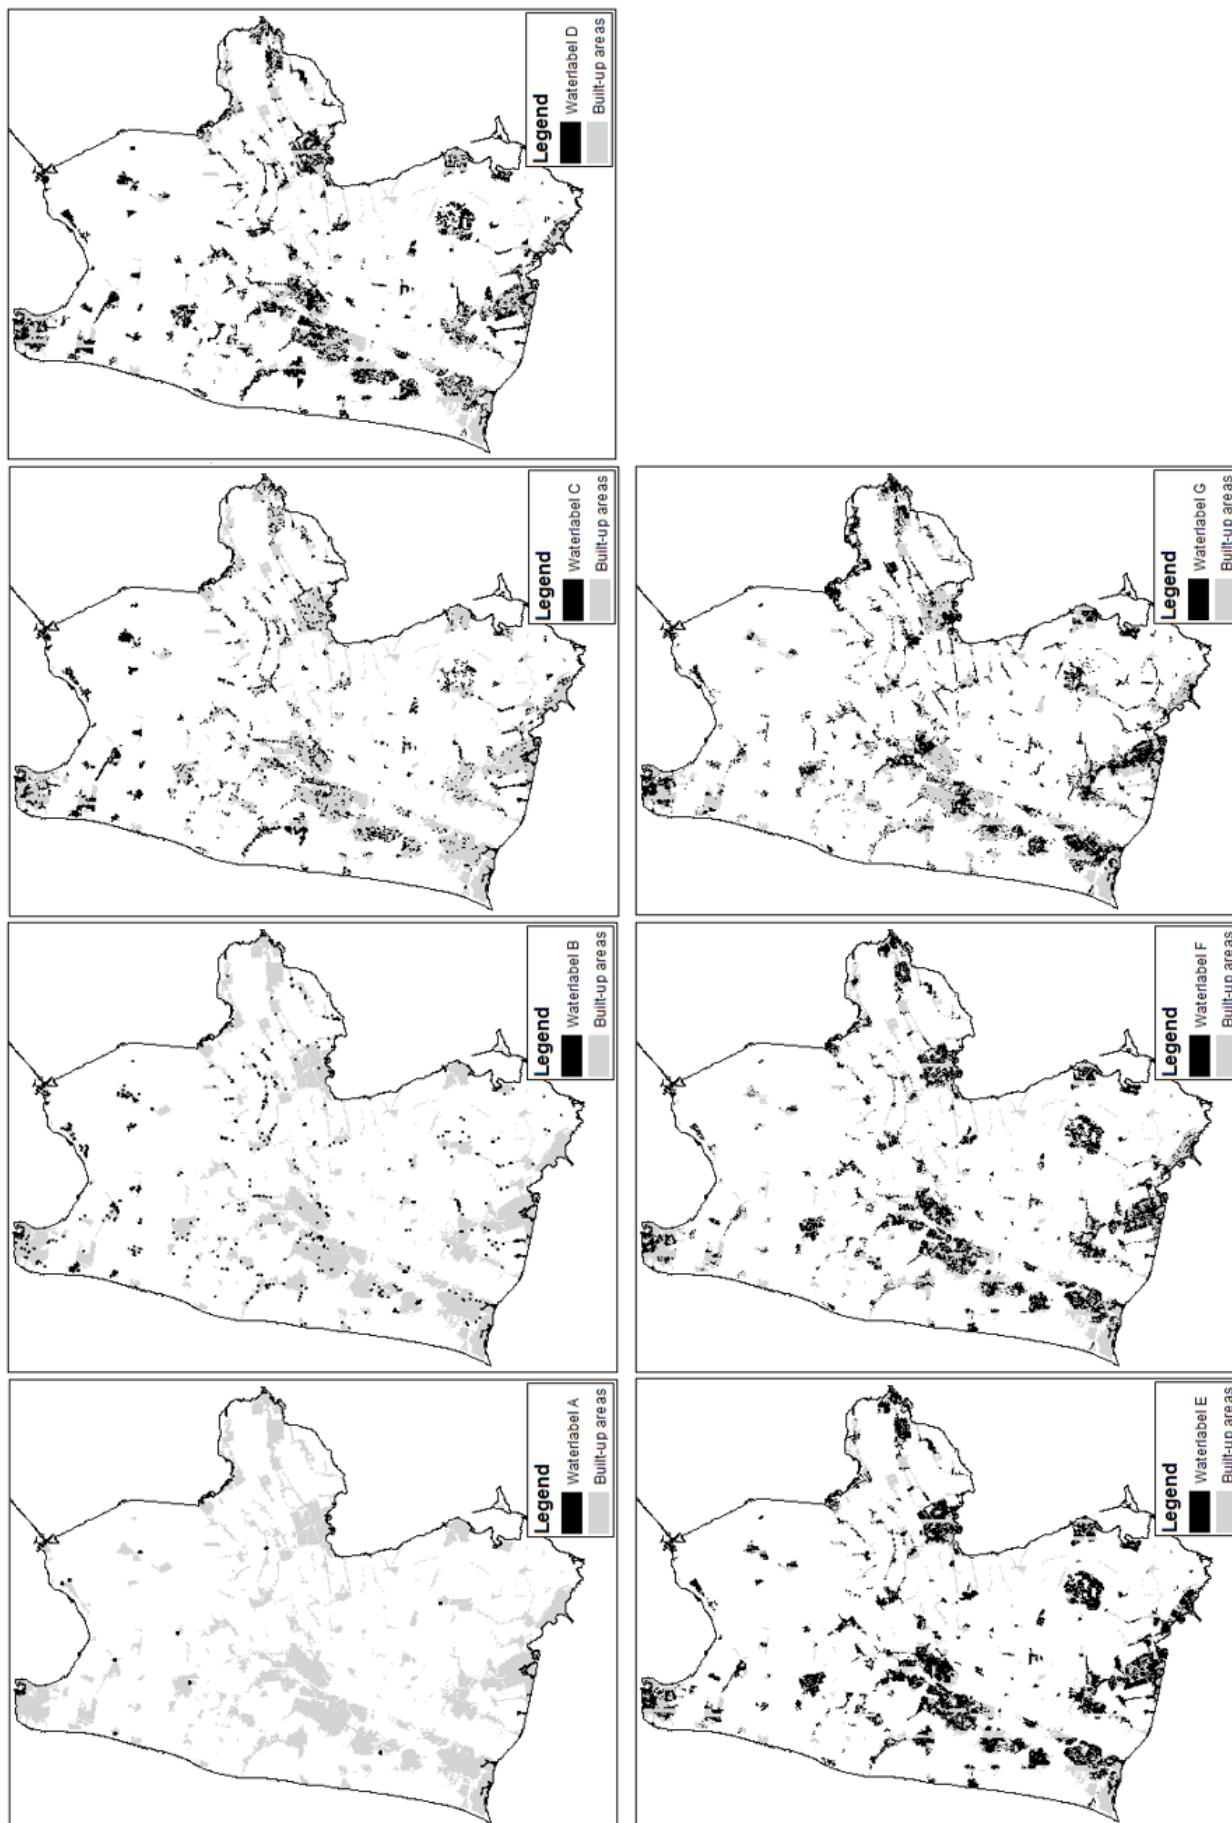 Legend
Waterlabel A
Built-up areas
Legend
Waterlabel B
Built-up areas
Legend
Waterlabel C
Built-up areas
Legend
Waterlabel D
Built-up areas
Legend
Waterlabel E
Built-up areas
Legend
Waterlabel F
Built-up areas
Legend
Waterlabel G
Built-up areas